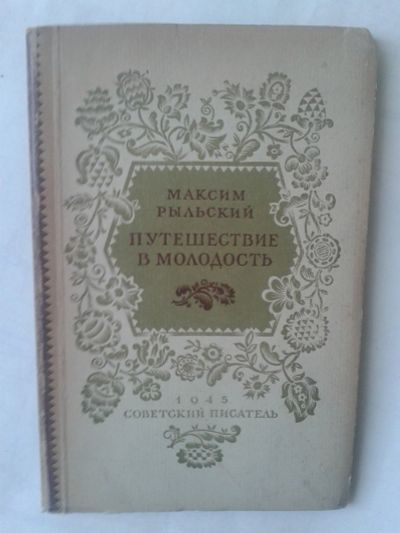 МАКСИМ
РЫЛЬСКИЙ
ПУТЕШЕСТВИЕ
В МОЛОДОСТЬ
1945
СОВЕТСКИЙ ПИСАТЕЛЬ